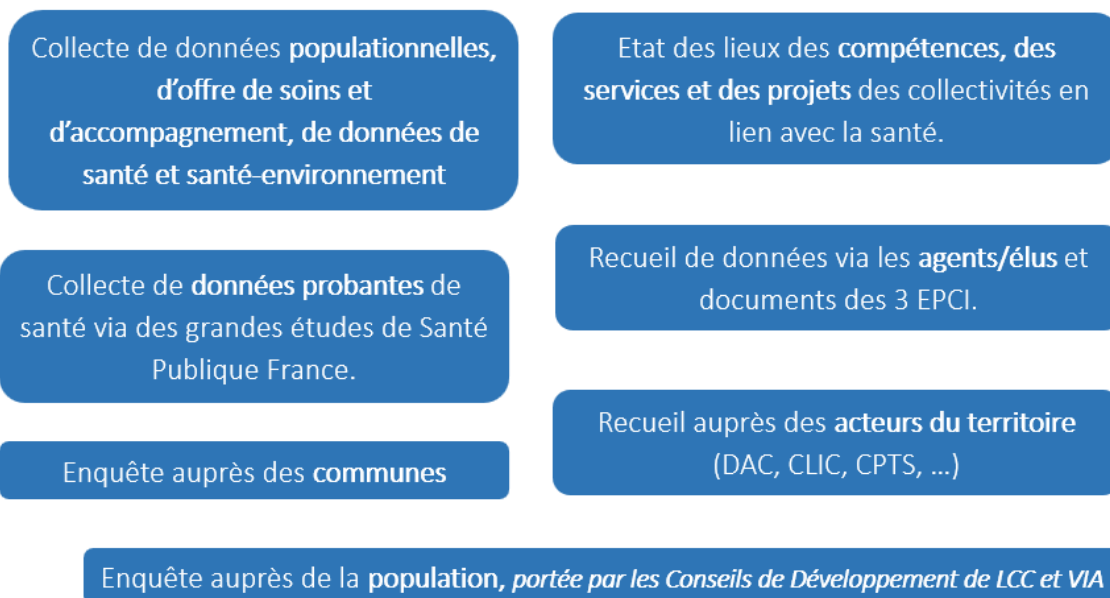 Collecte de données populationnelles,
d'offre de soins et
d'accompagnement, de données de
santé et santé-environnement
Collecte de données probantes de
santé via des grandes études de Santé
Publique France.
Enquête auprès des communes
Etat des lieux des compétences, des
services et des projets des collectivités en
lien avec la santé.
Recueil de données via les agents/élus et
documents des 3 EPCI.
Recueil auprès des acteurs du territoire
(DAC, CLIC, CPTS, ...)
Enquête auprès de la population, portée par les Conseils de Développement de LCC et VIA